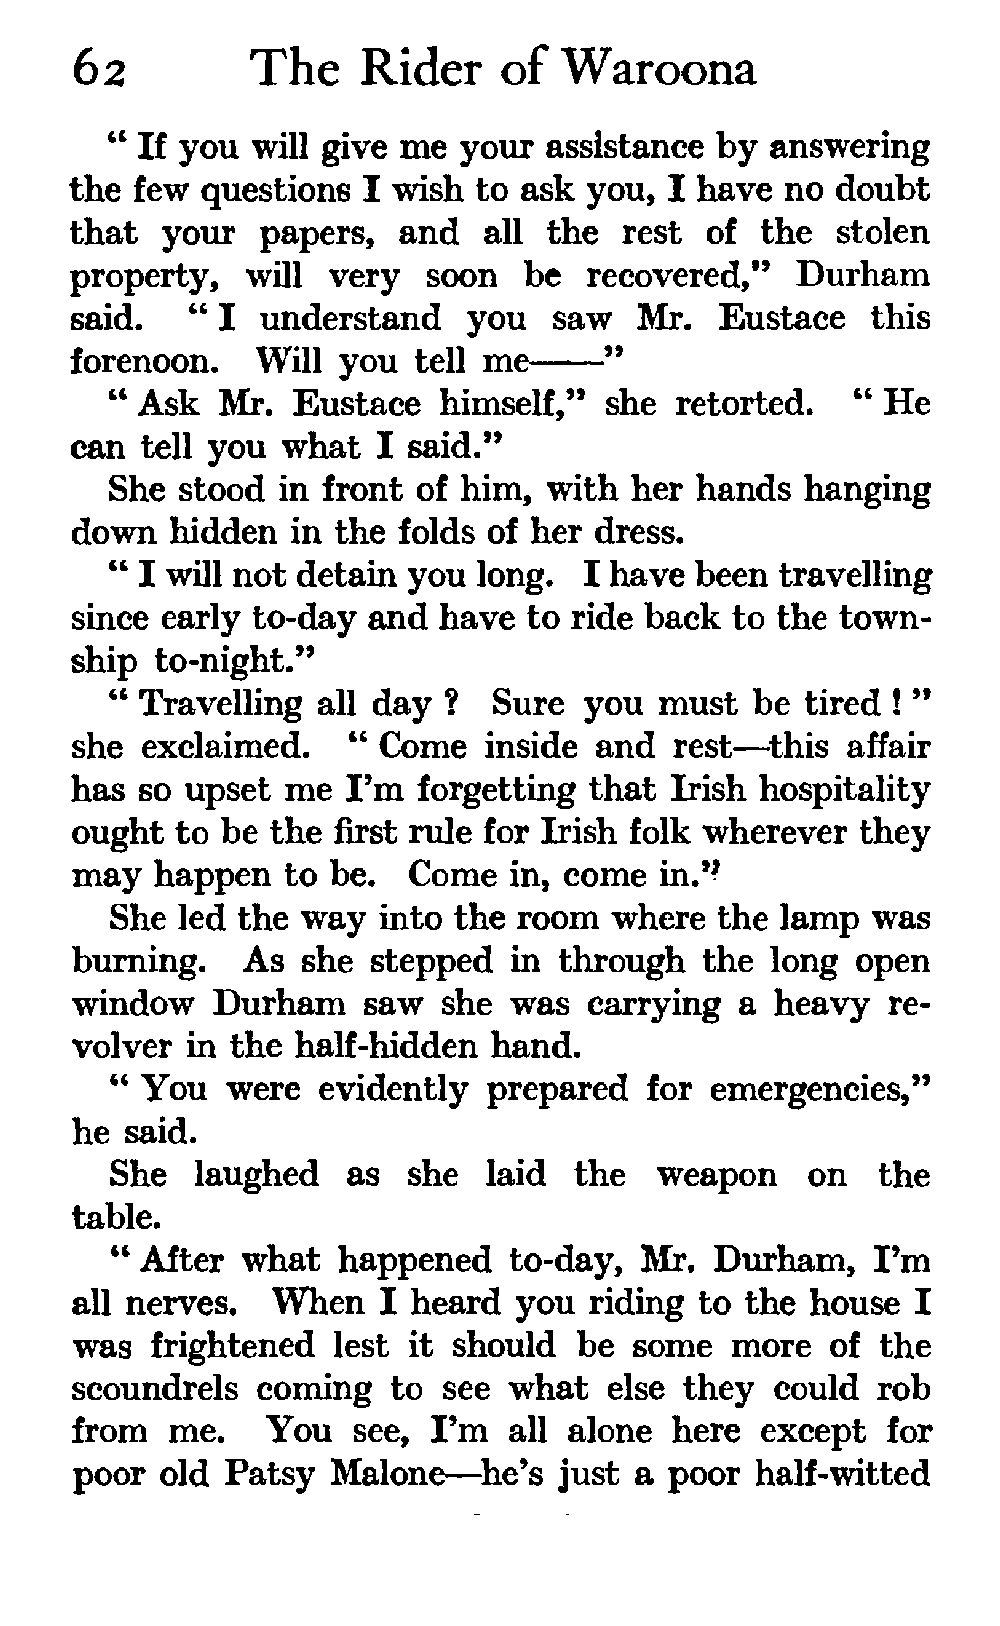 62 The Rider of Waroona
“ If you will give me your assistance by answering
the few questions I wish to ask you, I have no doubt
that your papers, and all the rest of the stolen
property, will very soon be recovered,” Durham
said. “ I understand you saw Mr. Eustace this
forenoon. Will you tell me——”
“ Ask Mr. Eustace himself,” she retorted. “ He
can tell you what I said.”
She stood in front of him, with her hands hanging
down hidden in the folds of her dress.
“ I will not detain you long. I have been travelling
since early to-day and have to ride back to the town-
ship to-night.”
“ Travelling all day ? Sure you must be tired ! ”
she exclaimed. “ Come inside and rest—this affair
has so upset me I’m forgetting that Irish hospitality
ought to be the first rule for Irish folk wherever they
may happen to be. Come in, come in.”
She led the way into the room where the lamp was
burning. As she stepped in through the long open
window Durham saw she was carrying a heavy re-
volver in the half-hidden hand.
“ You were evidently prepared for emergencies,”
he said.
She laughed as she laid the weapon on the
table.
“ After what happened to-day, Mr. Durham, I’m
all nerves. When I heard you riding to the house I
was frightened lest it should be some more of the
scoundrels coming to see what else they could rob
from me. You see, I’m all alone here except for
poor old Patsy Malone—he’s just a poor half-witted